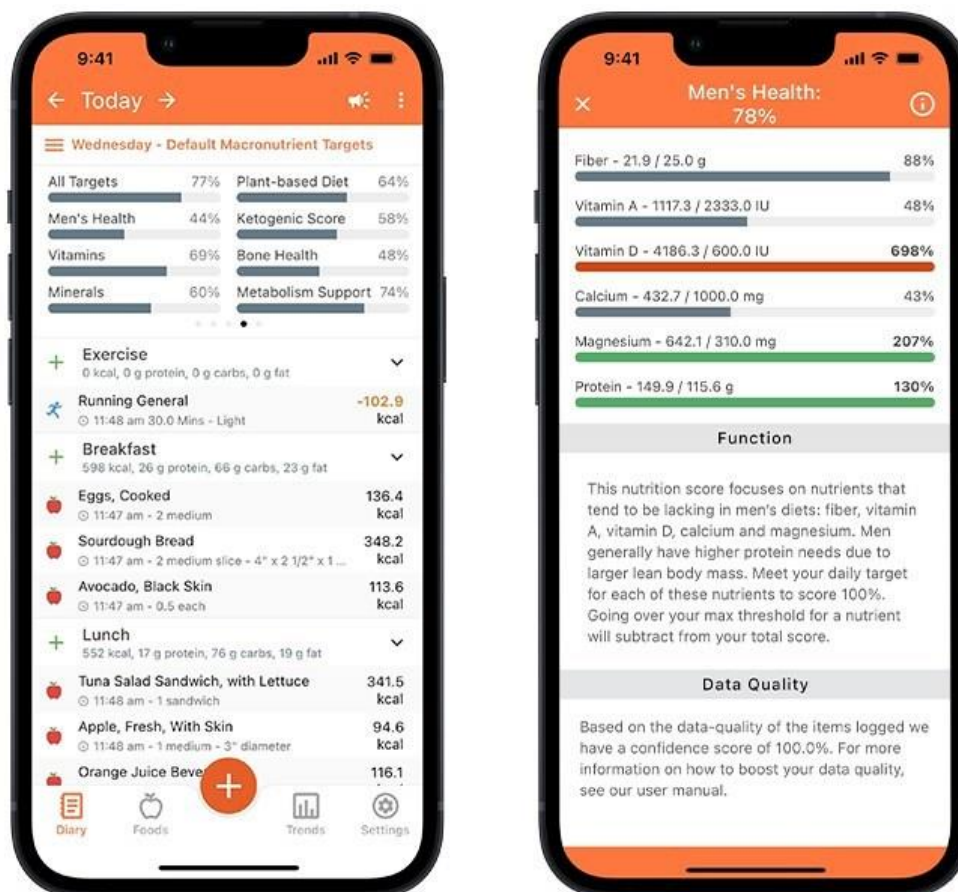 9:41
Today
Wednesday - Default Macronutrient Targets
All Targets 77% Plant-based Diet 64%
Men's Health 44% Ketogenic Score 58%
Vitamins 69% Bone Health 48%
Minerals 60% Metabolism Support 74%
Exercise
0 kcal, 0 g protein, 0 g carbs, 0 g fat
Running General -102.9
11:48 am 30.0 Mins - Light kcal
Breakfast
598 kcal, 26 g protein, 66 g carbs, 23 g fat
Eggs, Cooked 136.4
11:47 am - 2 medium kcal
Sourdough Bread 348.2
11:47 am - 2 medium slice - 4" x 2 1/2" x 1 ... kcal
Avocado, Black Skin 113.6
11:47 am - 0.5 each kcal
Lunch
552 kcal, 17 g protein, 76 g carbs, 19 g fat
Tuna Salad Sandwich, with Lettuce 341.5
11:48 am - 1 sandwich kcal
Apple, Fresh, With Skin 94.6
11:48 am - 1 medium - 3" diameter kcal
Orange Juice Beve 116.1
Diary Foods Trends Settings
9:41
Men's Health:
78%
Fiber - 21.9 / 25.0 g 88%
Vitamin A - 1117.3 / 2333.0 IU 48%
Vitamin D - 4186.3 / 600.0 IU 698%
Calcium - 432.7 / 1000.0 mg 43%
Magnesium - 642.1 / 310.0 mg 207%
Protein - 149.9 / 115.6 g 130%
Function
This nutrition score focuses on nutrients that
tend to be lacking in men's diets: fiber, vitamin
A, vitamin D, calcium and magnesium. Men
generally have higher protein needs due to
larger lean body mass. Meet your daily target
for each of these nutrients to score 100%.
Going over your max threshold for a nutrient
will subtract from your total score.
Data Quality
Based on the data-quality of the items logged we
have a confidence score of 100.0%. For more
information on how to boost your data quality,
see our user manual.